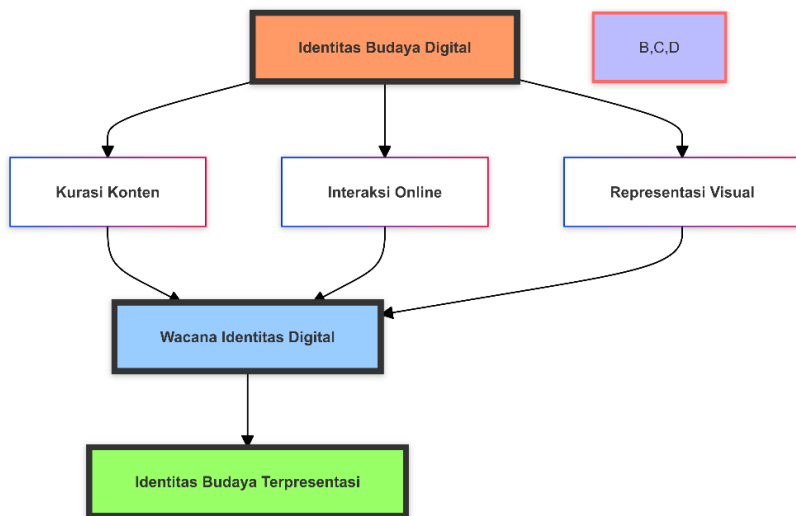 Identitas Budaya Digital
B,C,D
Kurasi Konten
Interaksi Online
Representasi Visual
Wacana Identitas Digital
Identitas Budaya Terpresentasi